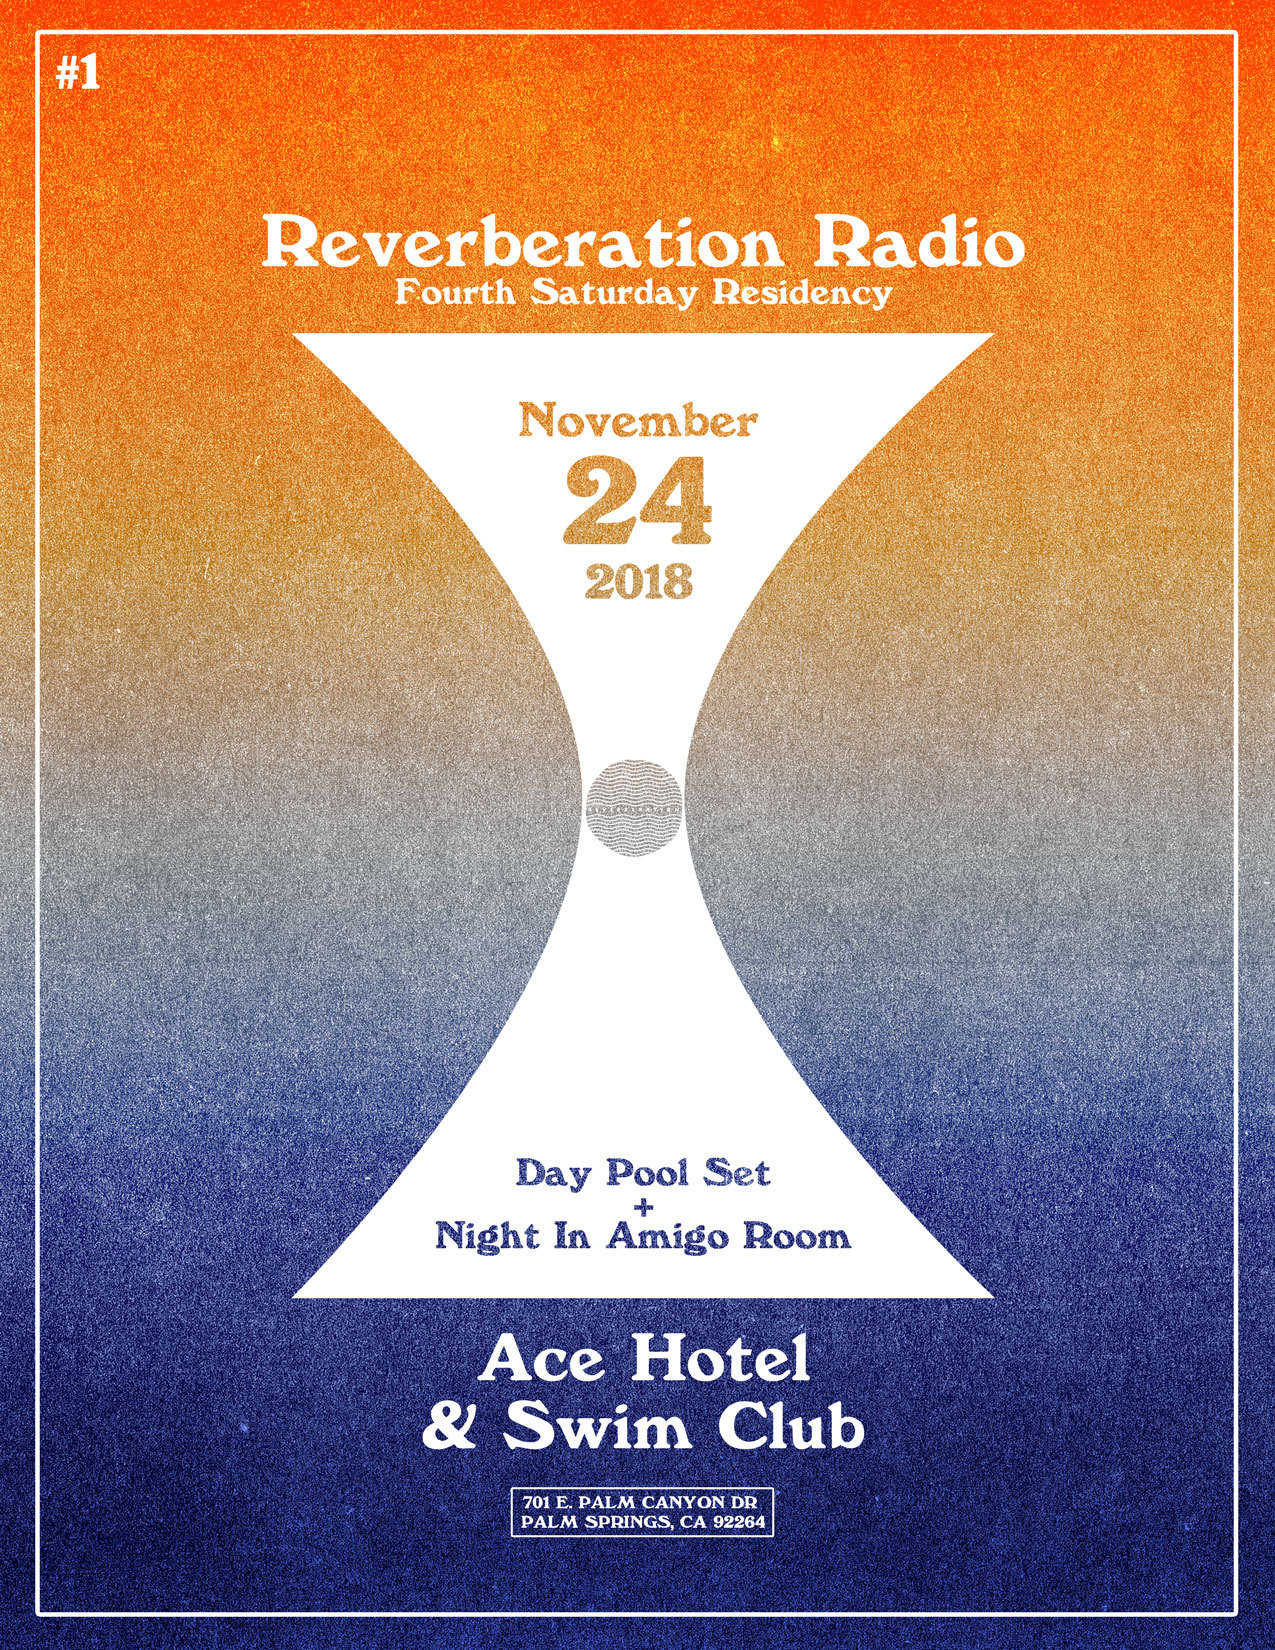 #1
Reverberation Radio
Fourth Saturday Residency
November
24
2018
Day Pool Set
+
Night In Amigo Room
Ace Hotel
& Swim Club
701 E. PALM CANYON DR
PALM SPRINGS, CA 92264